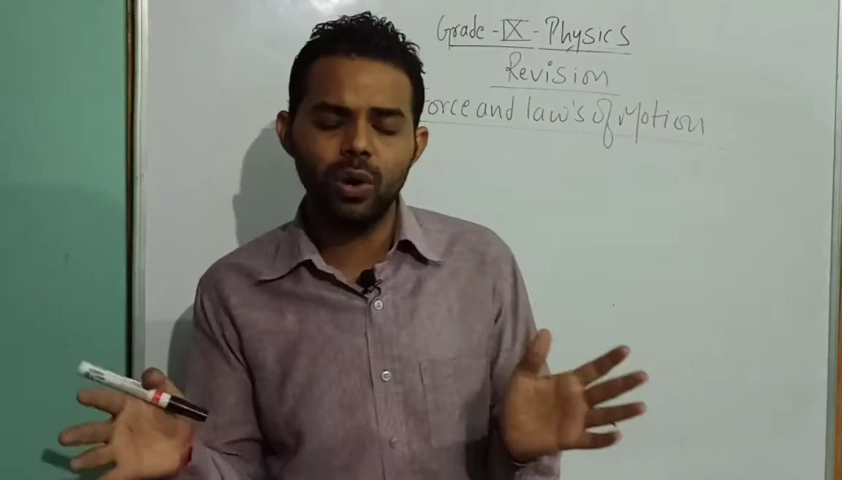 Grade - IX - Physics
Revision
orce and law's of Motion